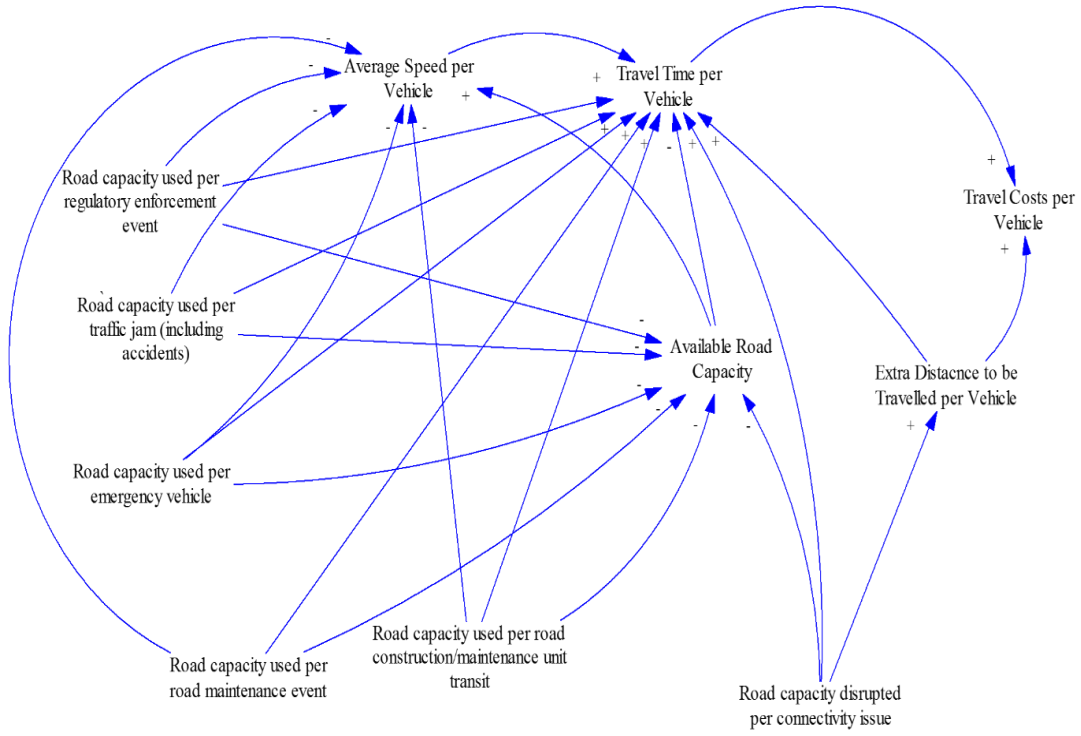 Average Speed per
Vehicle
Travel Time per
Vehicle
Road capacity used per
regulatory enforcement
event
Travel Costs per
Vehicle
Road capacity used per
traffic jam (including
accidents)
Available Road
Capacity
Extra Distacnce to be
Travelled per Vehicle
Road capacity used per
emergency vehicle
Road capacity used per road
construction/maintenance unit
transit
Road capacity used per
road maintenance event
Road capacity disrupted
per connectivity issue